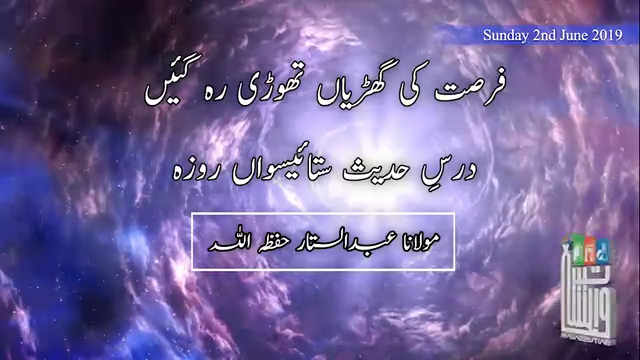 Sunday 2nd June 2019
فرصت کی گھڑیاں تھوڑی رہ گئیں
درسِ حدیث ستائیسواں روزہ
مولانا عبدالستار حفظہ اللہ